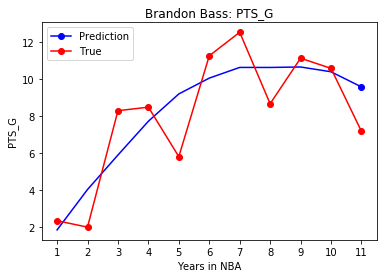 Brandon Bass: PTS_G
Prediction
True
12
10
8
6
4
2
PTS_G
1 2 3 4 5 6 7 8 9 10 11
Years in NBA